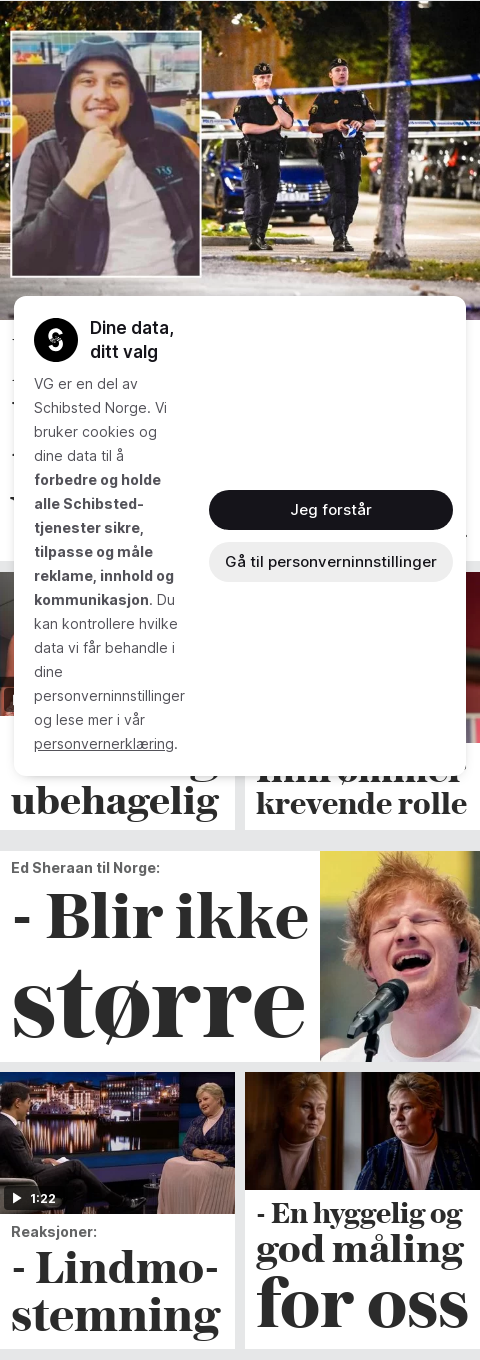 Dine data,
ditt valg
VG er en del av
Schibsted Norge. Vi
bruker cookies og
dine data til å
forbedre og holde
alle Schibsted-
tjenester sikre,
tilpasse og måle
reklame, innhold og
kommunikasjon. Du
kan kontrollere hvilke
data vi får behandle i
dine
personverninnstillinger
og lese mer i vår
personvernerklæring.
Jeg forstår
Gå til personverninnstillinger
ubehagelig
krevende rolle
Ed Sheraan til Norge:
- Blir ikke
større
1:22
Reaksjoner:
- Lindmo-
stemning
- En hyggelig og
god måling
for oss